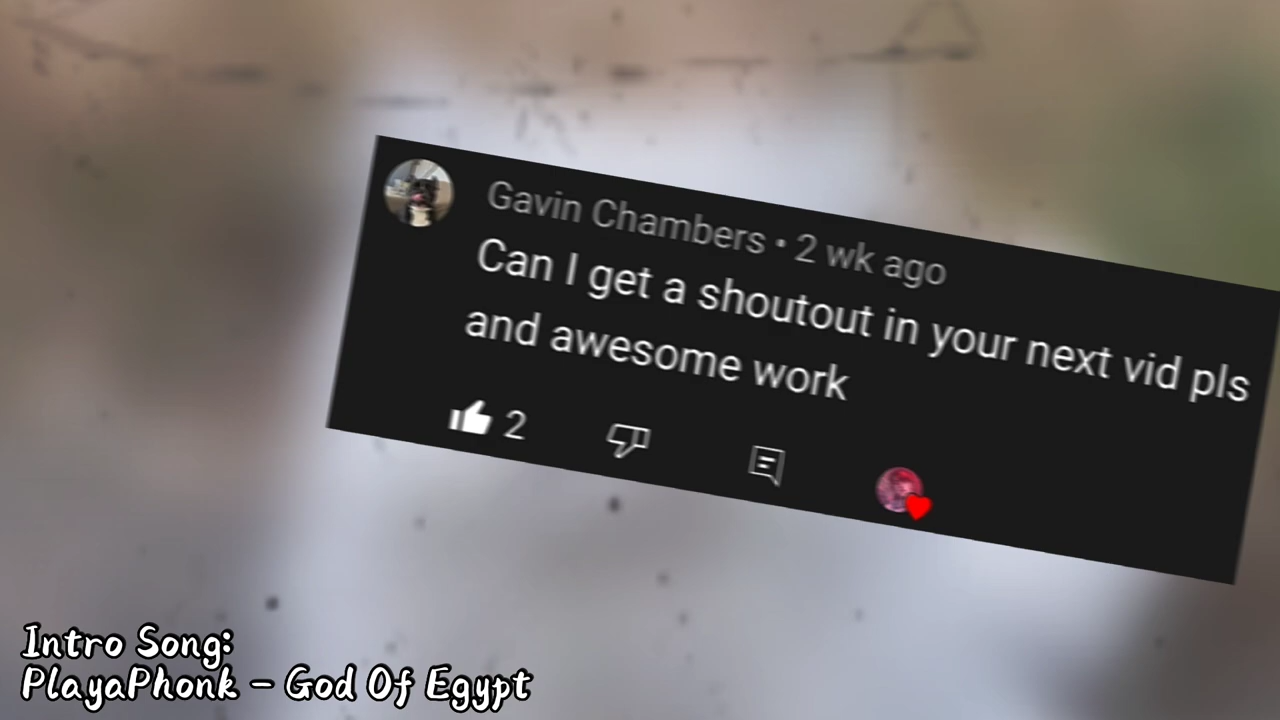 Gavin Chambers • 2 wk ago
Can I get a shoutout in your next vid pls
and awesome work
2
Intro Song:
PlayaPhonk - God Of Egypt